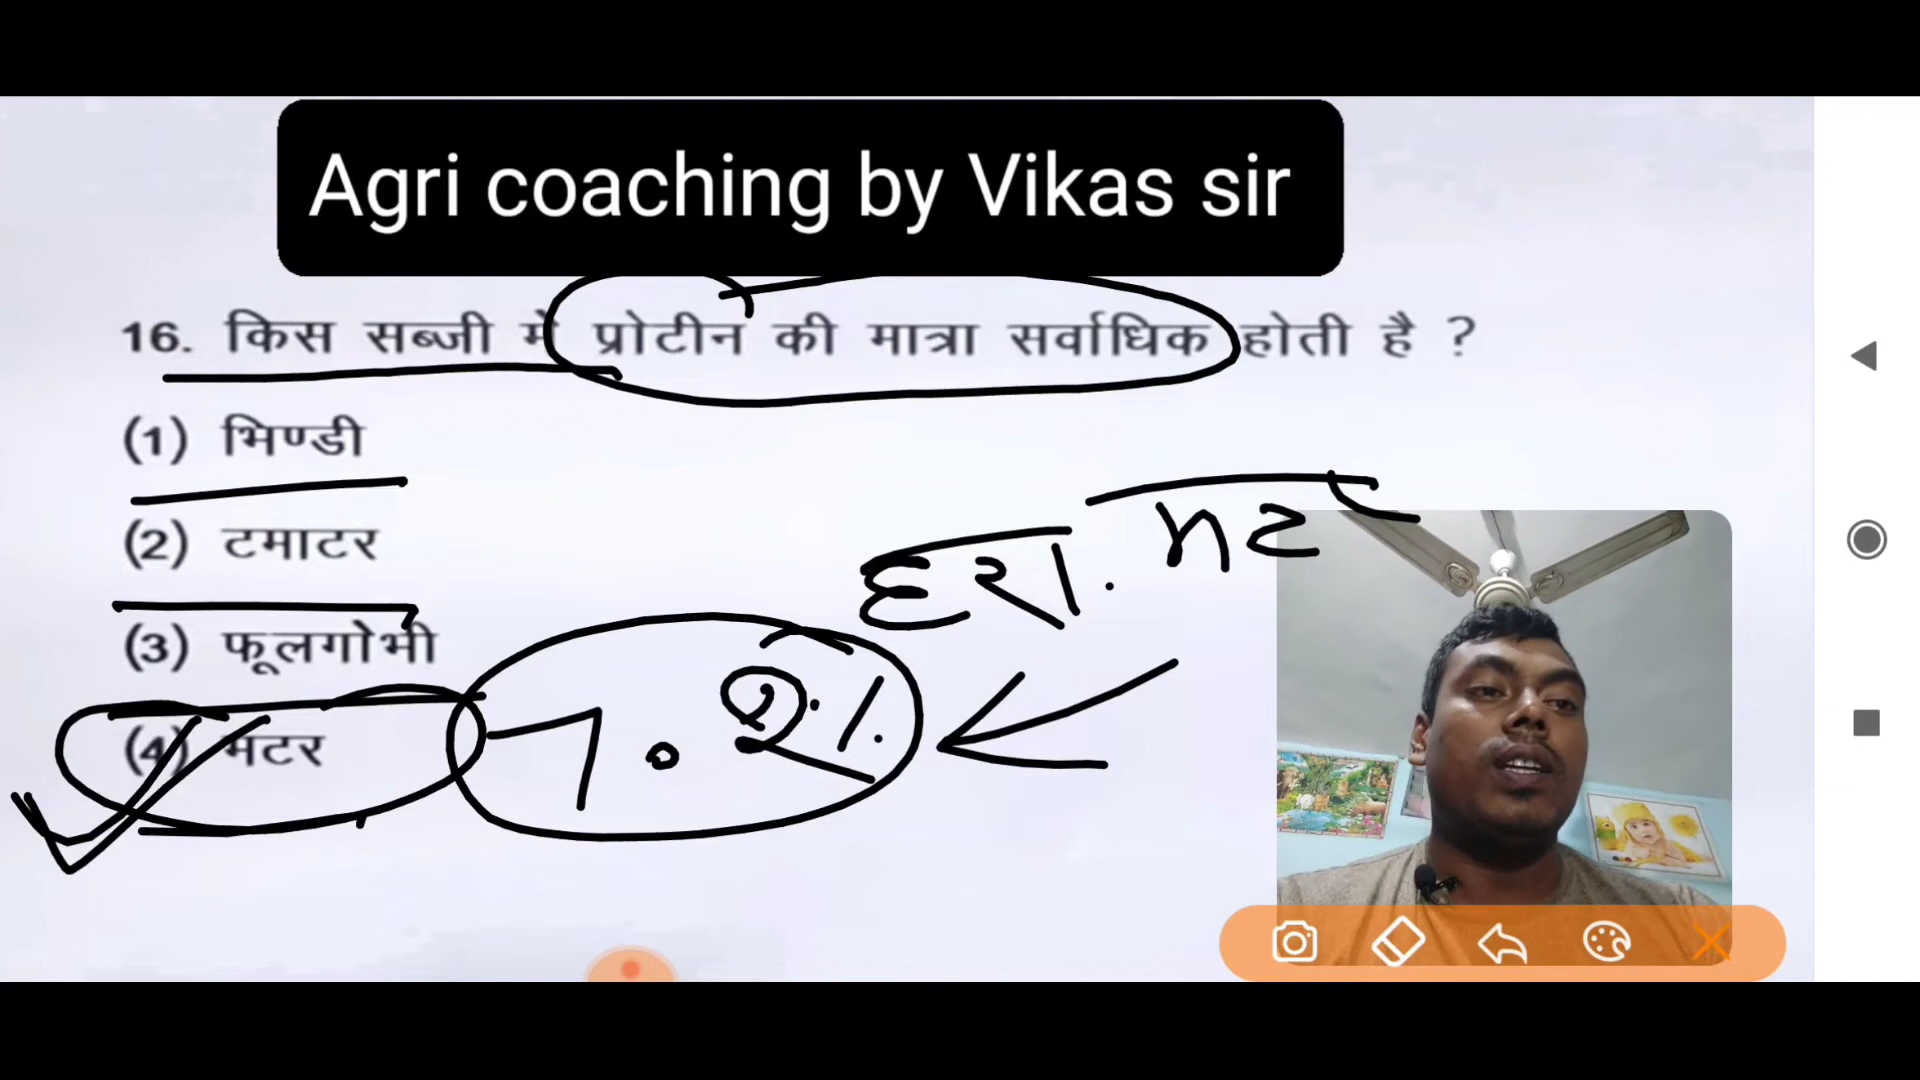 Agri coaching by Vikas sir
16. किस सब्जी में प्रोटीन की मात्रा सर्वाधिक होती है ?
(1) भिण्डी
(2) टमाटर
हरा मटर
(3) फूलगोभी
(4) मटर
7.2%